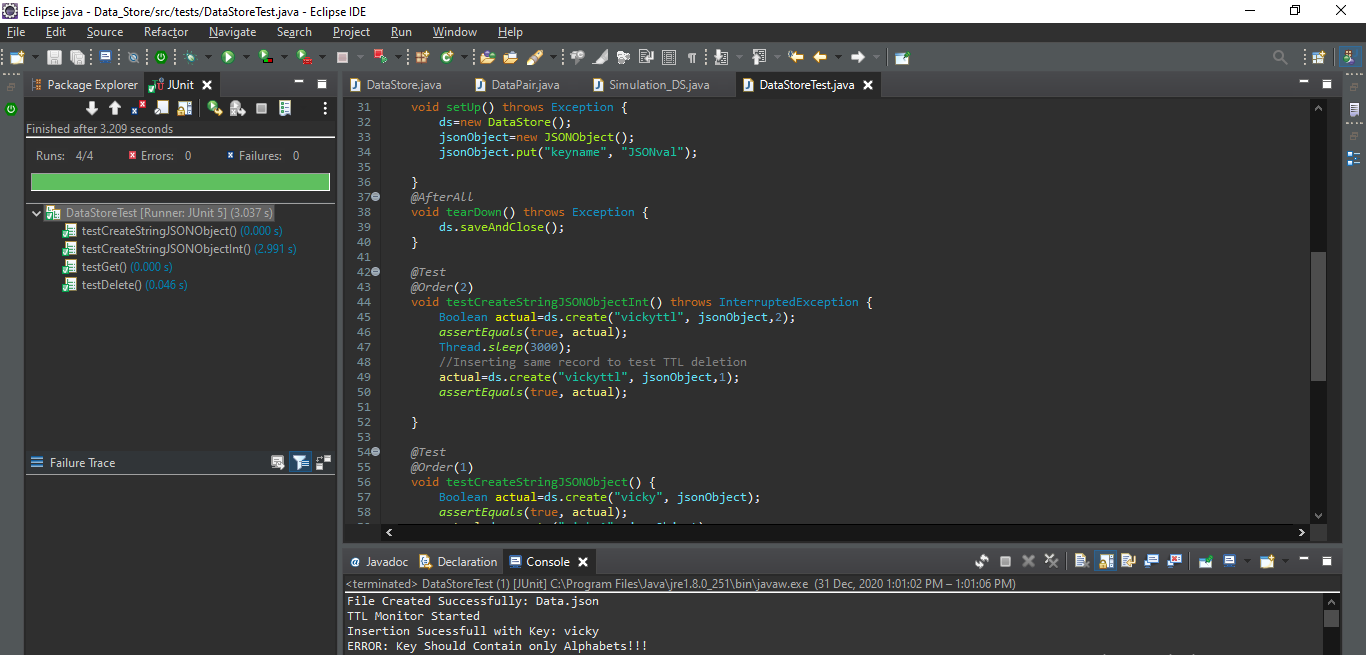 Eclipse java - Data_Store/src/tests/DataStoreTest.java - Eclipse IDE
File Edit Source Refactor Navigate Search Project Run Window Help
Package Explorer JUnit
DataStore.java DataPair.java Simulation_DS.java DataStoreTest.java
Finished after 3.209 seconds
Runs: 4/4 Errors: 0 Failures: 0
DataStoreTest [Runner: JUnit 5] (3.037 s)
testCreateStringJSONObject() (0.000 s)
testCreateStringJSONObjectInt() (2.991 s)
testGet() (0.000 s)
testDelete() (0.046 s)
Failure Trace
31 void setUp() throws Exception {
32 ds=new DataStore();
33 jsonObject=new JSONObject();
34 jsonObject.put("keyname", "JSONval");
35
36 }
37 @AfterAll
38 void tearDown() throws Exception {
39 ds.saveAndClose();
40 }
41
42 @Test
43 @Order(2)
44 void testCreateStringJSONObjectInt() throws InterruptedException {
45 Boolean actual=ds.create("vickyttl", jsonObject,2);
46 assertEquals(true, actual);
47 Thread.sleep(3000);
48 //Inserting same record to test TTL deletion
49 actual=ds.create("vickyttl", jsonObject,1);
50 assertEquals(true, actual);
51
52 }
53
54 @Test
55 @Order(1)
56 void testCreateStringJSONObject() {
57 Boolean actual=ds.create("vicky", jsonObject);
58 assertEquals(true, actual);
Javadoc Declaration Console
<terminated> DataStoreTest (1) [JUnit] C:\Program Files\Java\jre1.8.0_251\bin\javaw.exe (31 Dec, 2020 1:01:02 PM – 1:01:06 PM)
File Created Successfully: Data.json
TTL Monitor Started
Insertion Sucessfull with Key: vicky
ERROR: Key Should Contain only Alphabets!!!